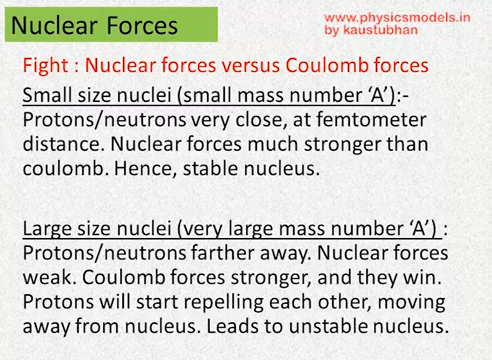 Nuclear Forces
www.physicsmodels.in
by kaustubhan
Fight : Nuclear forces versus Coulomb forces
Small size nuclei (small mass number ‘A’):-
Protons/neutrons very close, at femtometer
distance. Nuclear forces much stronger than
coulomb. Hence, stable nucleus.
Large size nuclei (very large mass number ‘A’) :
Protons/neutrons farther away. Nuclear forces
weak. Coulomb forces stronger, and they win.
Protons will start repelling each other, moving
away from nucleus. Leads to unstable nucleus.